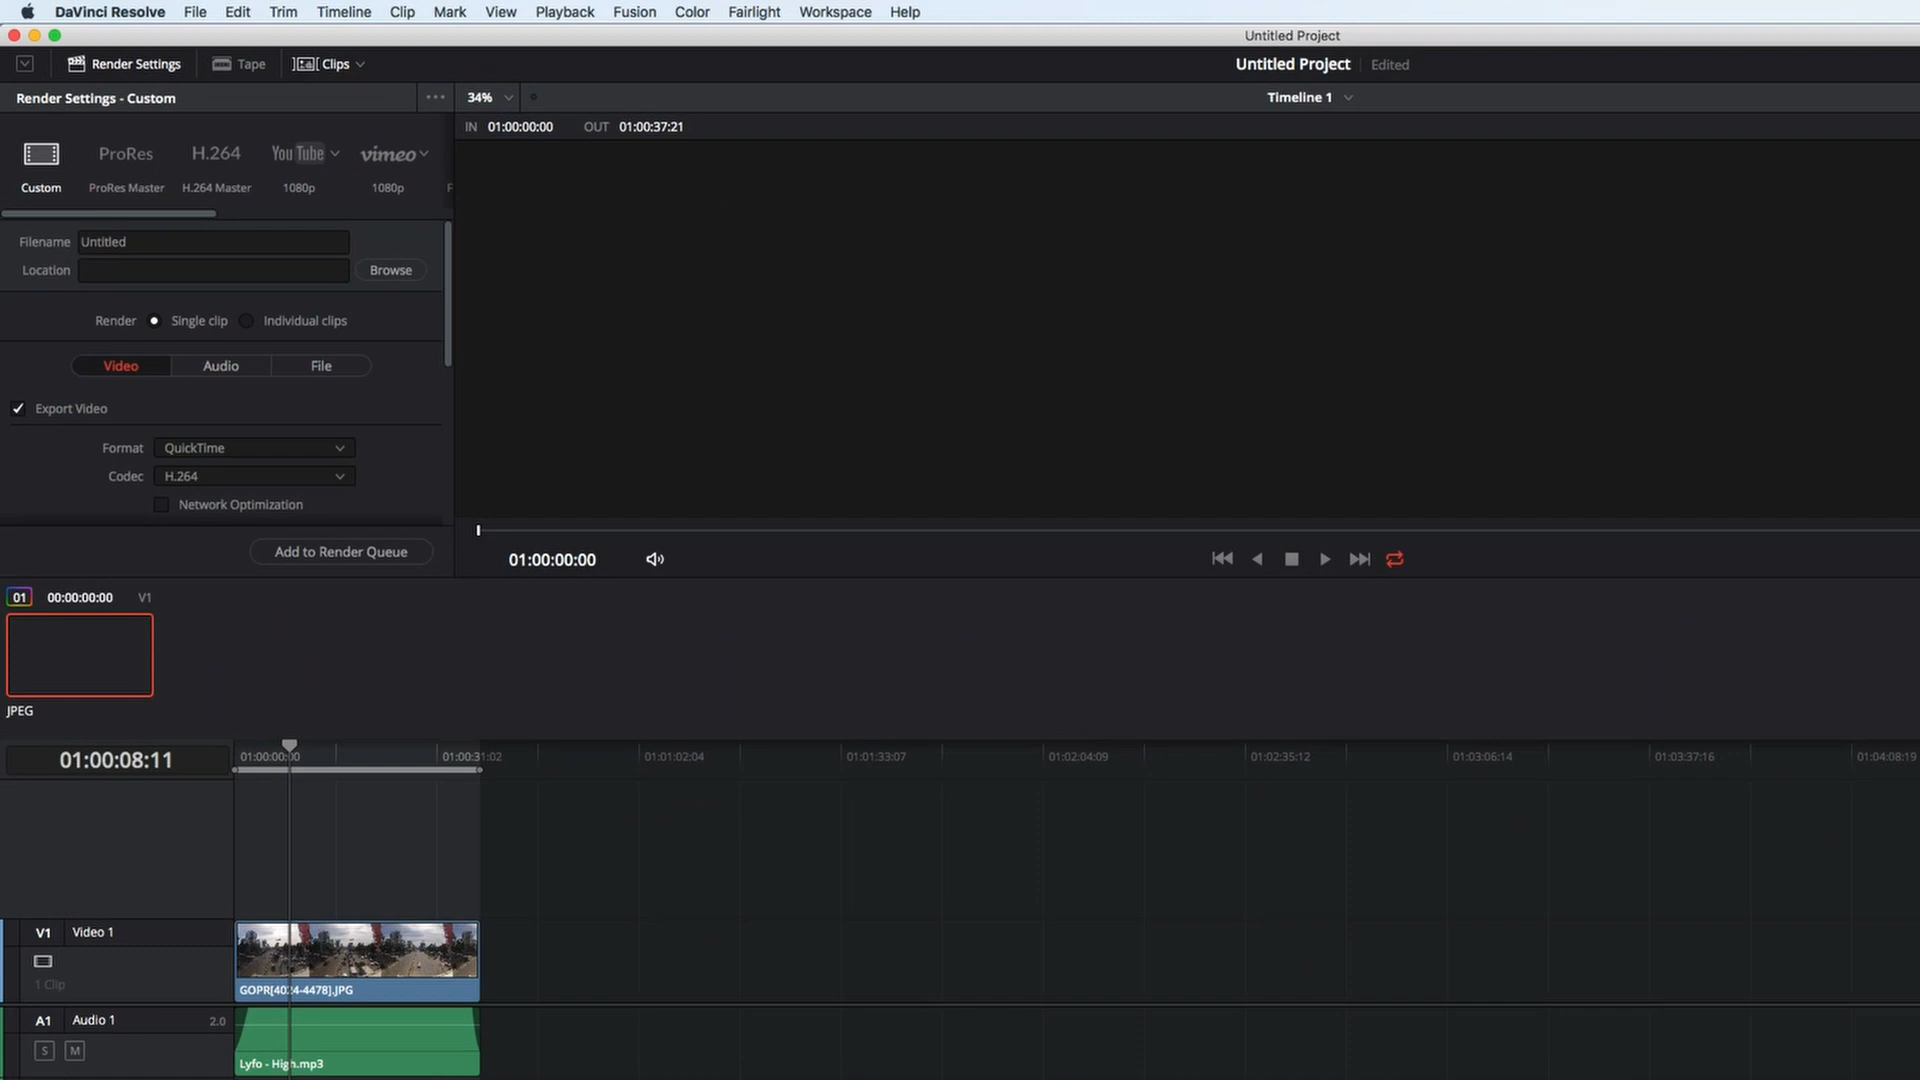 DaVinci Resolve File Edit Trim Timeline Clip Mark View Playback Fusion Color Fairlight Workspace Help
Untitled Project
Render Settings Tape Clips Untitled Project Edited
Render Settings - Custom 34% Timeline 1
IN 01:00:00:00 OUT 01:00:37:21
ProRes H.264 YouTube vimeo
Custom ProRes Master H.264 Master 1080p 1080p
Filename Untitled
Location Browse
Render Single clip Individual clips
Video Audio File
Export Video
Format QuickTime
Codec H.264
Network Optimization
Add to Render Queue
01:00:00:00
01 00:00:00:00 V1
JPEG
01:00:08:11 01:00:00:00 01:00:31:02 01:01:02:04 01:01:33:07 01:02:04:09 01:02:35:12 01:03:06:14 01:03:37:16 01:04:08:19
V1 Video 1
1 Clip
GOPR[4024-4478].JPG
A1 Audio 1 2.0
S M
Lyfo - High.mp3